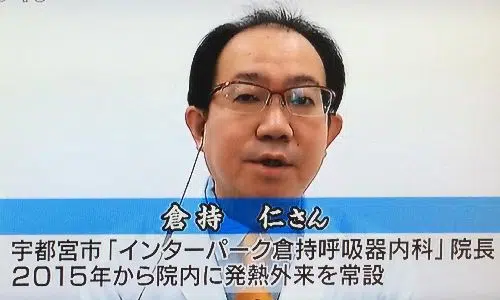 倉持 仁さん
宇都宮市「インターパーク倉持呼吸器内科」院長
2015年から院内に発熱外来を常設